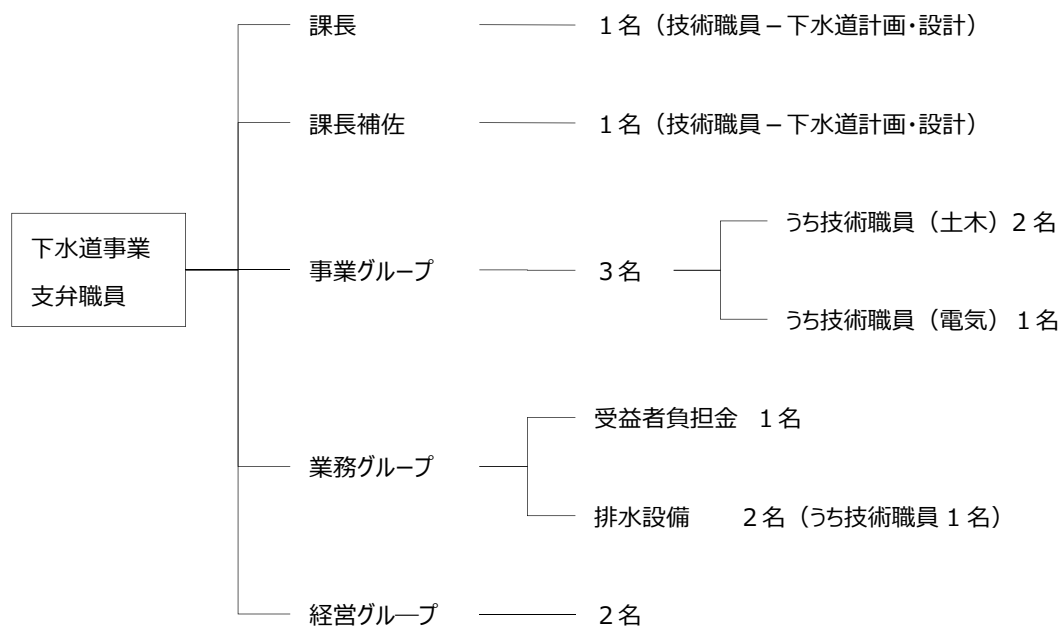 下水道事業
支弁職員
課長 1名（技術職員－下水道計画・設計）
課長補佐 1名（技術職員－下水道計画・設計）
事業グループ 3名
うち技術職員（土木）2名
うち技術職員（電気）1名
業務グループ
受益者負担金 1名
排水設備 2名（うち技術職員1名）
経営グループ 2名